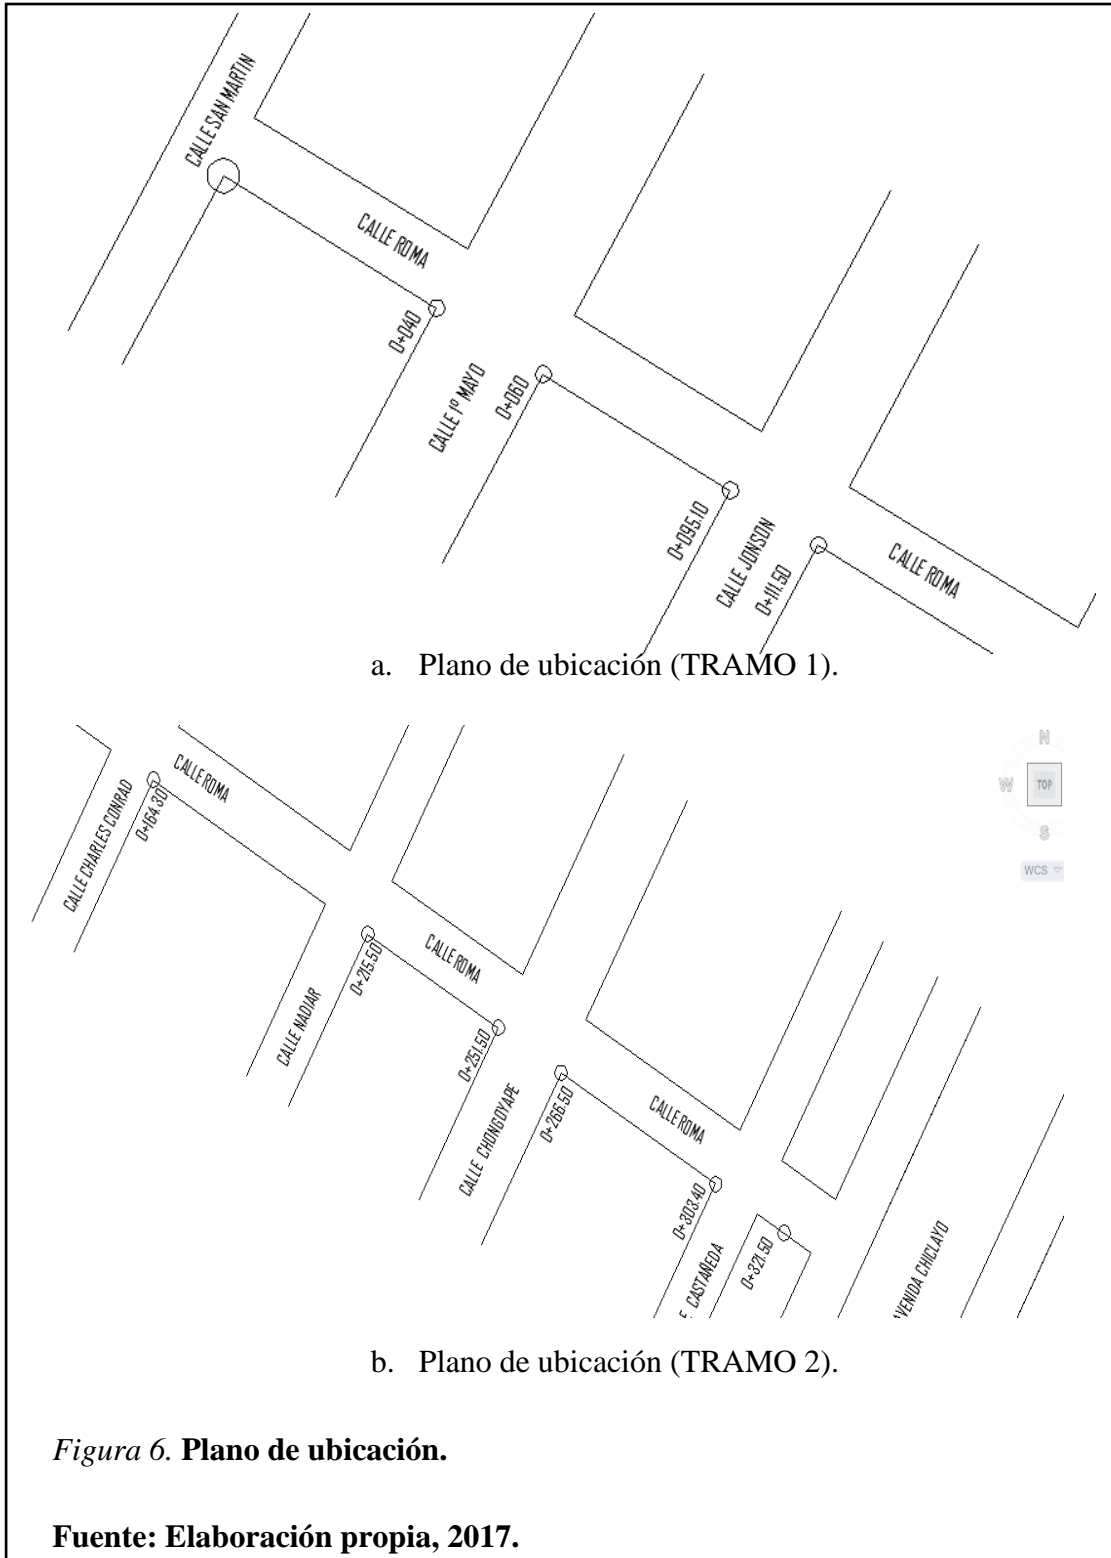 CALLE SAN MARTIN
CALLE ROMA
0+040
CALLE 1º MAYO
0+060
0+095.10
CALLE JONSON
0+111.50
CALLE ROMA
a. Plano de ubicación (TRAMO 1).
CALLE CHARLES CONRAD
0+164.30
CALLE ROMA
N
W
TOP
S
WCS
CALLE NADIAR
0+215.50
CALLE ROMA
0+251.50
CALLE CHONGOYAPE
0+266.50
CALLE ROMA
0+303.40
E CASTAÑEDA
0+321.50
AVENIDA CHICLAYO
b. Plano de ubicación (TRAMO 2).
Figura 6. Plano de ubicación.
Fuente: Elaboración propia, 2017.